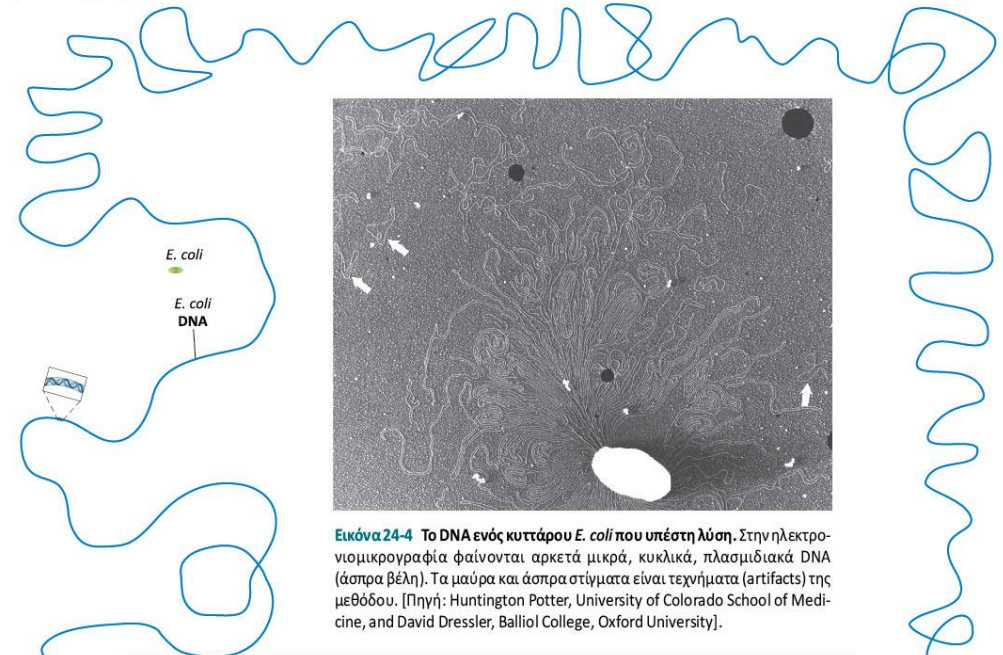 E. coli
E. coli
DNA
Εικόνα 24-4 Το DNA ενός κυττάρου E. coli που υπέστη λύση. Στην ηλεκτρο-
νιομικρογραφία φαίνονται αρκετά μικρά, κυκλικά, πλασμιδιακά DNA
(άσπρα βέλη). Τα μαύρα και άσπρα στίγματα είναι τεχνήματα (artifacts) της
μεθόδου. [Πηγή: Huntington Potter, University of Colorado School of Medi-
cine, and David Dressler, Balliol College, Oxford University].